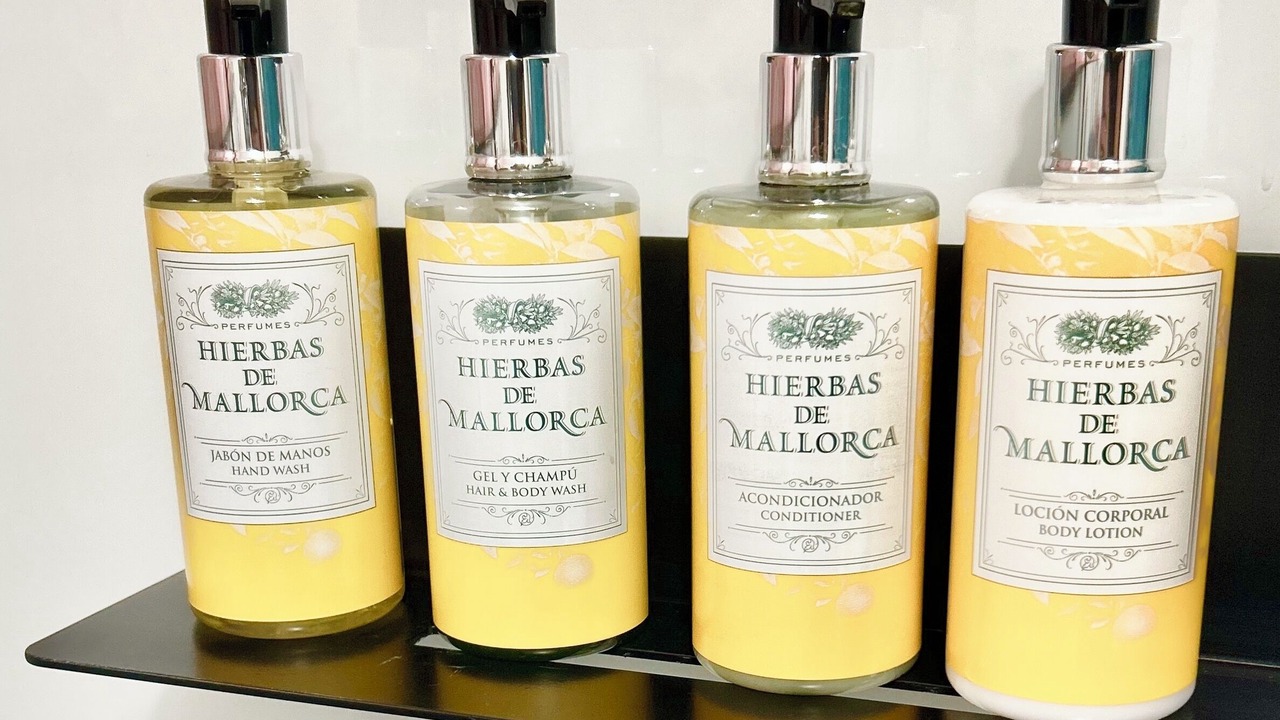 PERFUMES
HIERBAS
DE
MALLORCA
JABÓN DE MANOS
HAND WASH
PERFUMES
HIERBAS
DE
MALLORCA
GEL Y CHAMPÚ
HAIR & BODY WASH
PERFUMES
HIERBAS
DE
MALLORCA
ACONDICIONADOR
CONDITIONER
PERFUMES
HIERBAS
DE
MALLORCA
LOCIÓN CORPORAL
BODY LOTION